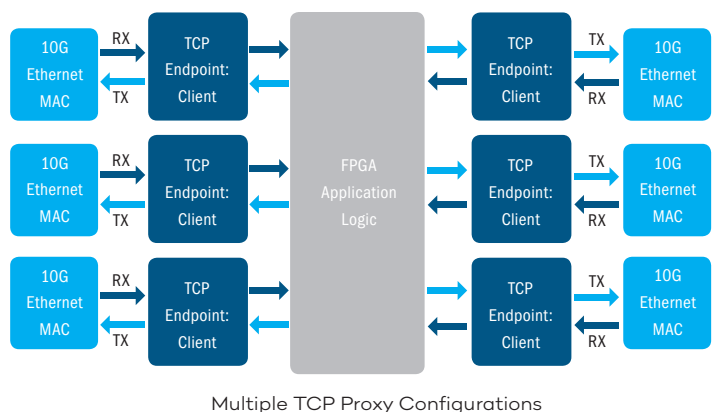 10G
Ethernet
MAC
RX
TX
TCP
Endpoint:
Client
FPGA
Application
Logic
TCP
Endpoint:
Client
TX
RX
10G
Ethernet
MAC
10G
Ethernet
MAC
RX
TX
TCP
Endpoint:
Client
TCP
Endpoint:
Client
TX
RX
10G
Ethernet
MAC
10G
Ethernet
MAC
RX
TX
TCP
Endpoint:
Client
TCP
Endpoint:
Client
TX
RX
10G
Ethernet
MAC
Multiple TCP Proxy Configurations